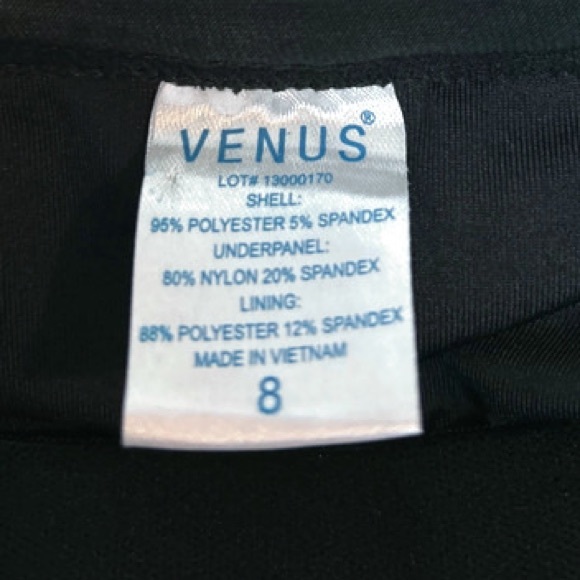 VENUS®
LOT# 13000170
SHELL:
95% POLYESTER 5% SPANDEX
UNDERPANEL:
80% NYLON 20% SPANDEX
LINING:
88% POLYESTER 12% SPANDEX
MADE IN VIETNAM
8